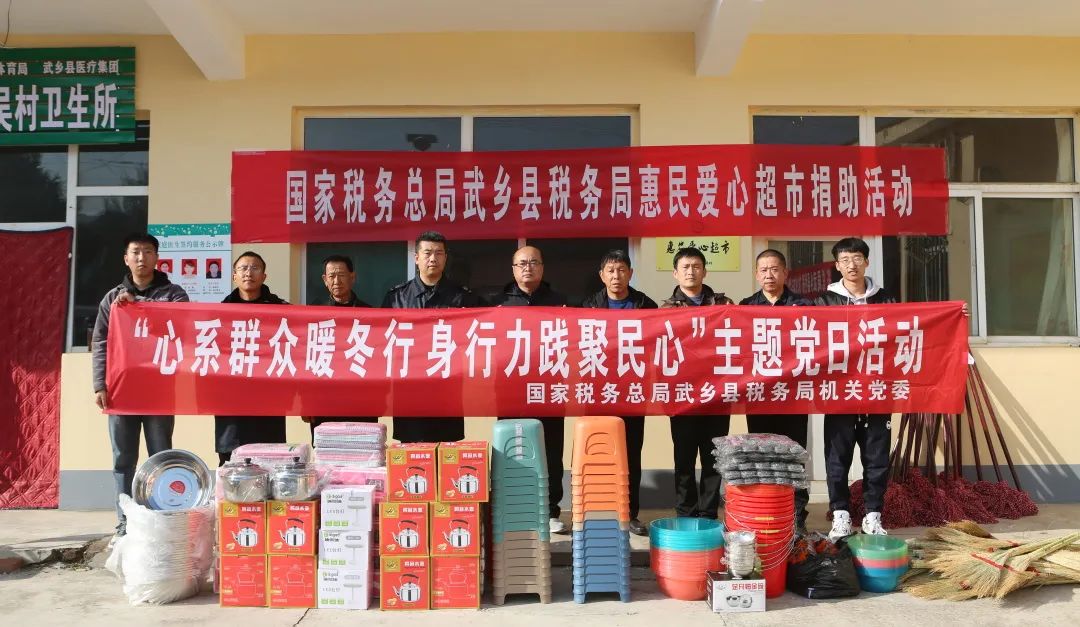 体育局 武乡县医疗集团
吴村卫生所
国家税务总局武乡县税务局惠民爱心超市捐助活动
惠民爱心超市
“心系群众暖冬行 身行力践聚民心”主题党日活动
国家税务总局武乡县税务局机关党委